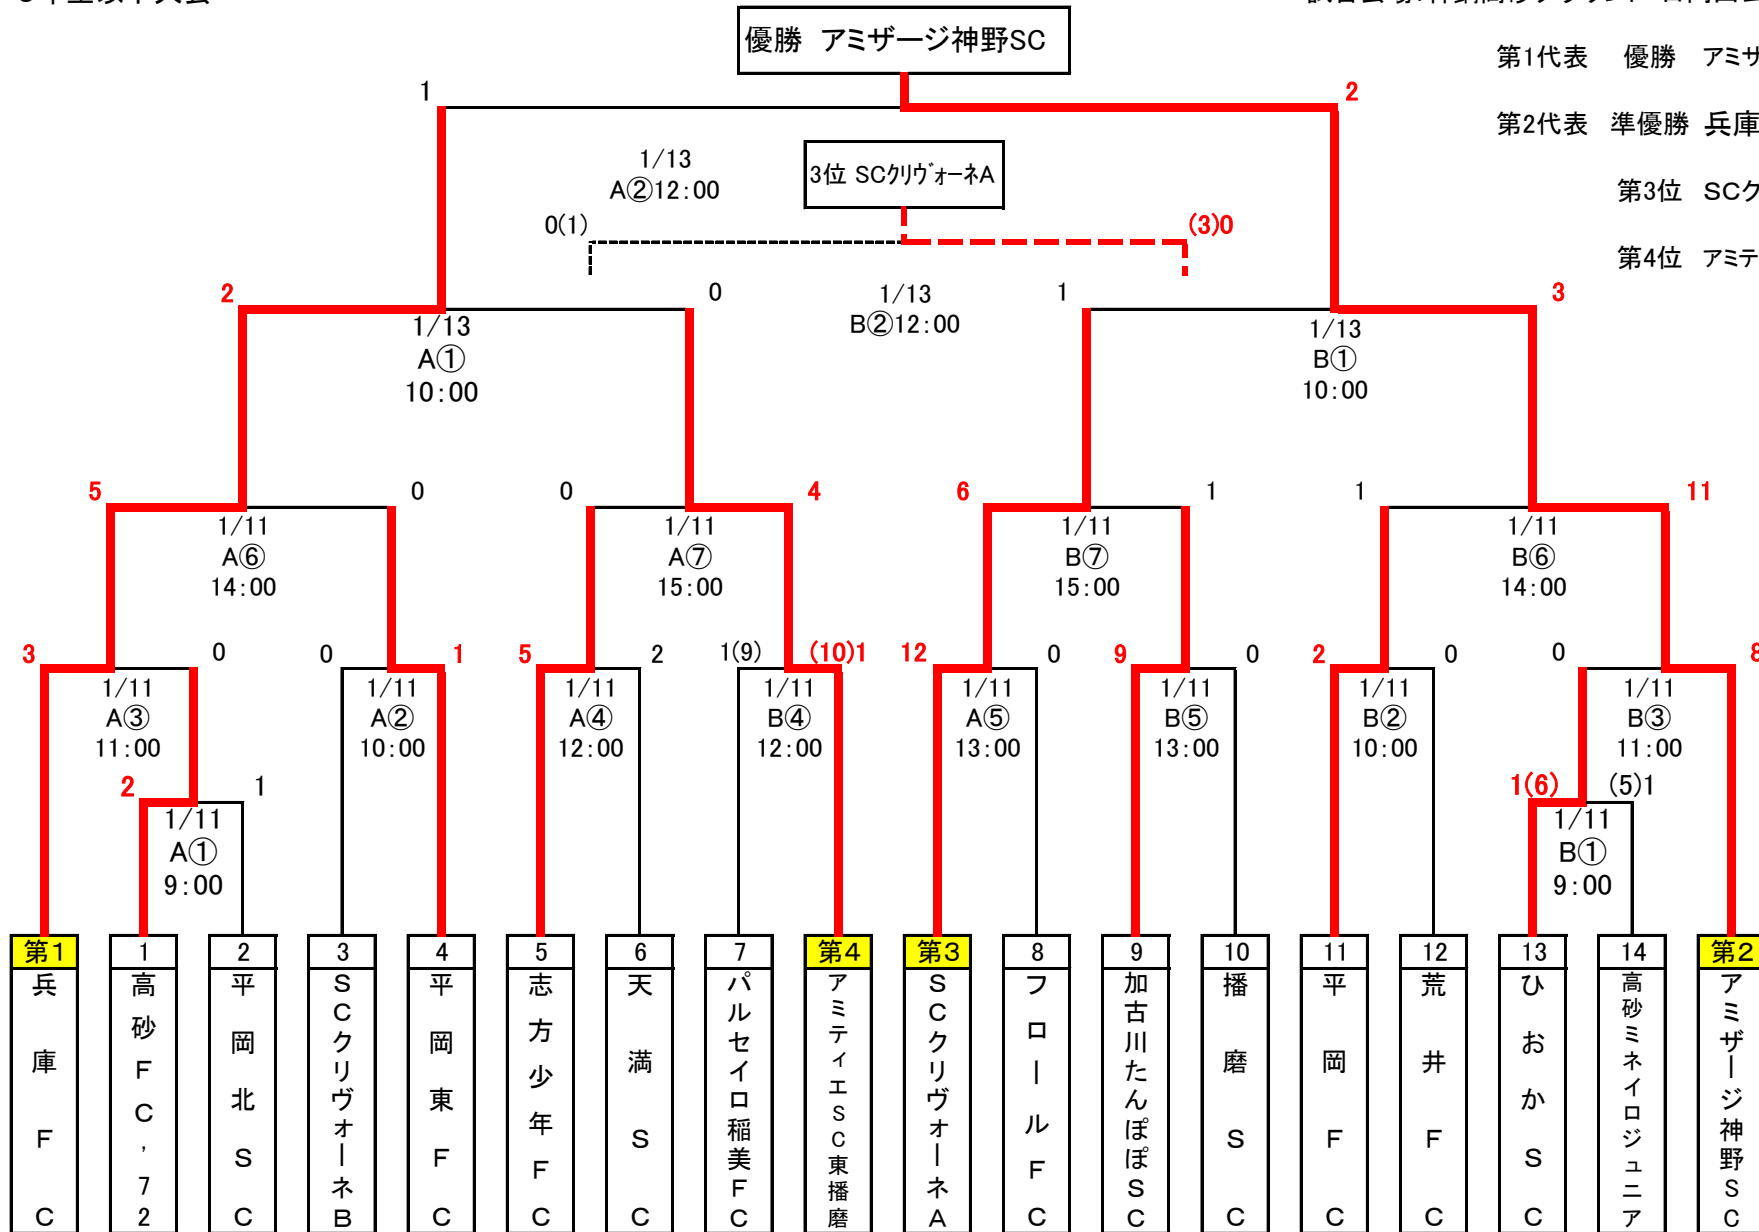 優勝 アミザージ神野SC
第1代表 優勝 アミザ
1 2
第2代表 準優勝 兵庫
1/13
A②12:00
3位 SCクリヴォーネA
第3位 SCク
0(1) (3)0
第4位 アミテ
2 0 1 3
1/13
B②12:00
1/13
A①
10:00
1/13
B①
10:00
5 0 0 4 6 1 1 11
1/11
A⑥
14:00
1/11
A⑦
15:00
1/11
B⑦
15:00
1/11
B⑥
14:00
3 0 0 1 5 2 1(9) (10)1 12 0 9 0 2 0 0 8
1/11
A③
11:00
1/11
A②
10:00
1/11
A④
12:00
1/11
B④
12:00
1/11
A⑤
13:00
1/11
B⑤
13:00
1/11
B②
10:00
1/11
B③
11:00
2 1 1(6) (5)1
1/11
A①
9:00
1/11
B①
9:00
第1 1 2 3 4 5 6 7 第4 第3 8 9 10 11 12 13 14 第2
兵庫FC
高砂FC,72
平岡北SC
SCクリヴォーネB
平岡東FC
志方少年FC
天満SC
パルセイロ稲美FC
アミティエSC東播磨
SCクリヴォーネA
フロールFC
加古川たんぽぽSC
播磨SC
平岡FC
荒井FC
ひおかSC
高砂ミネイロジュニア
アミザージ神野SC